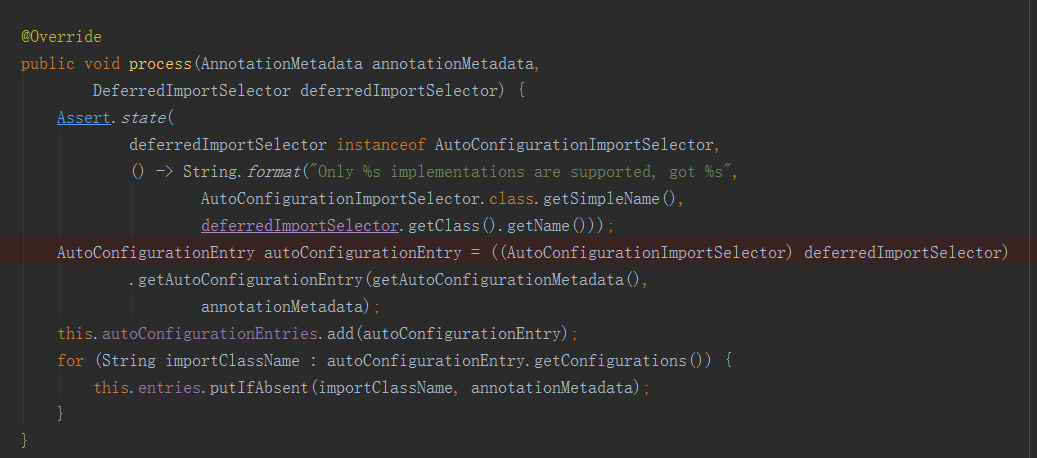 @Override
public void process(AnnotationMetadata annotationMetadata,
        DeferredImportSelector deferredImportSelector) {
    Assert.state(
            deferredImportSelector instanceof AutoConfigurationImportSelector,
            () -> String.format("Only %s implementations are supported, got %s",
                    AutoConfigurationImportSelector.class.getSimpleName(),
                    deferredImportSelector.getClass().getName()));
    AutoConfigurationEntry autoConfigurationEntry = ((AutoConfigurationImportSelector) deferredImportSelector)
            .getAutoConfigurationEntry(getAutoConfigurationMetadata(),
                    annotationMetadata);
    this.autoConfigurationEntries.add(autoConfigurationEntry);
    for (String importClassName : autoConfigurationEntry.getConfigurations()) {
        this.entries.putIfAbsent(importClassName, annotationMetadata);
    }
}